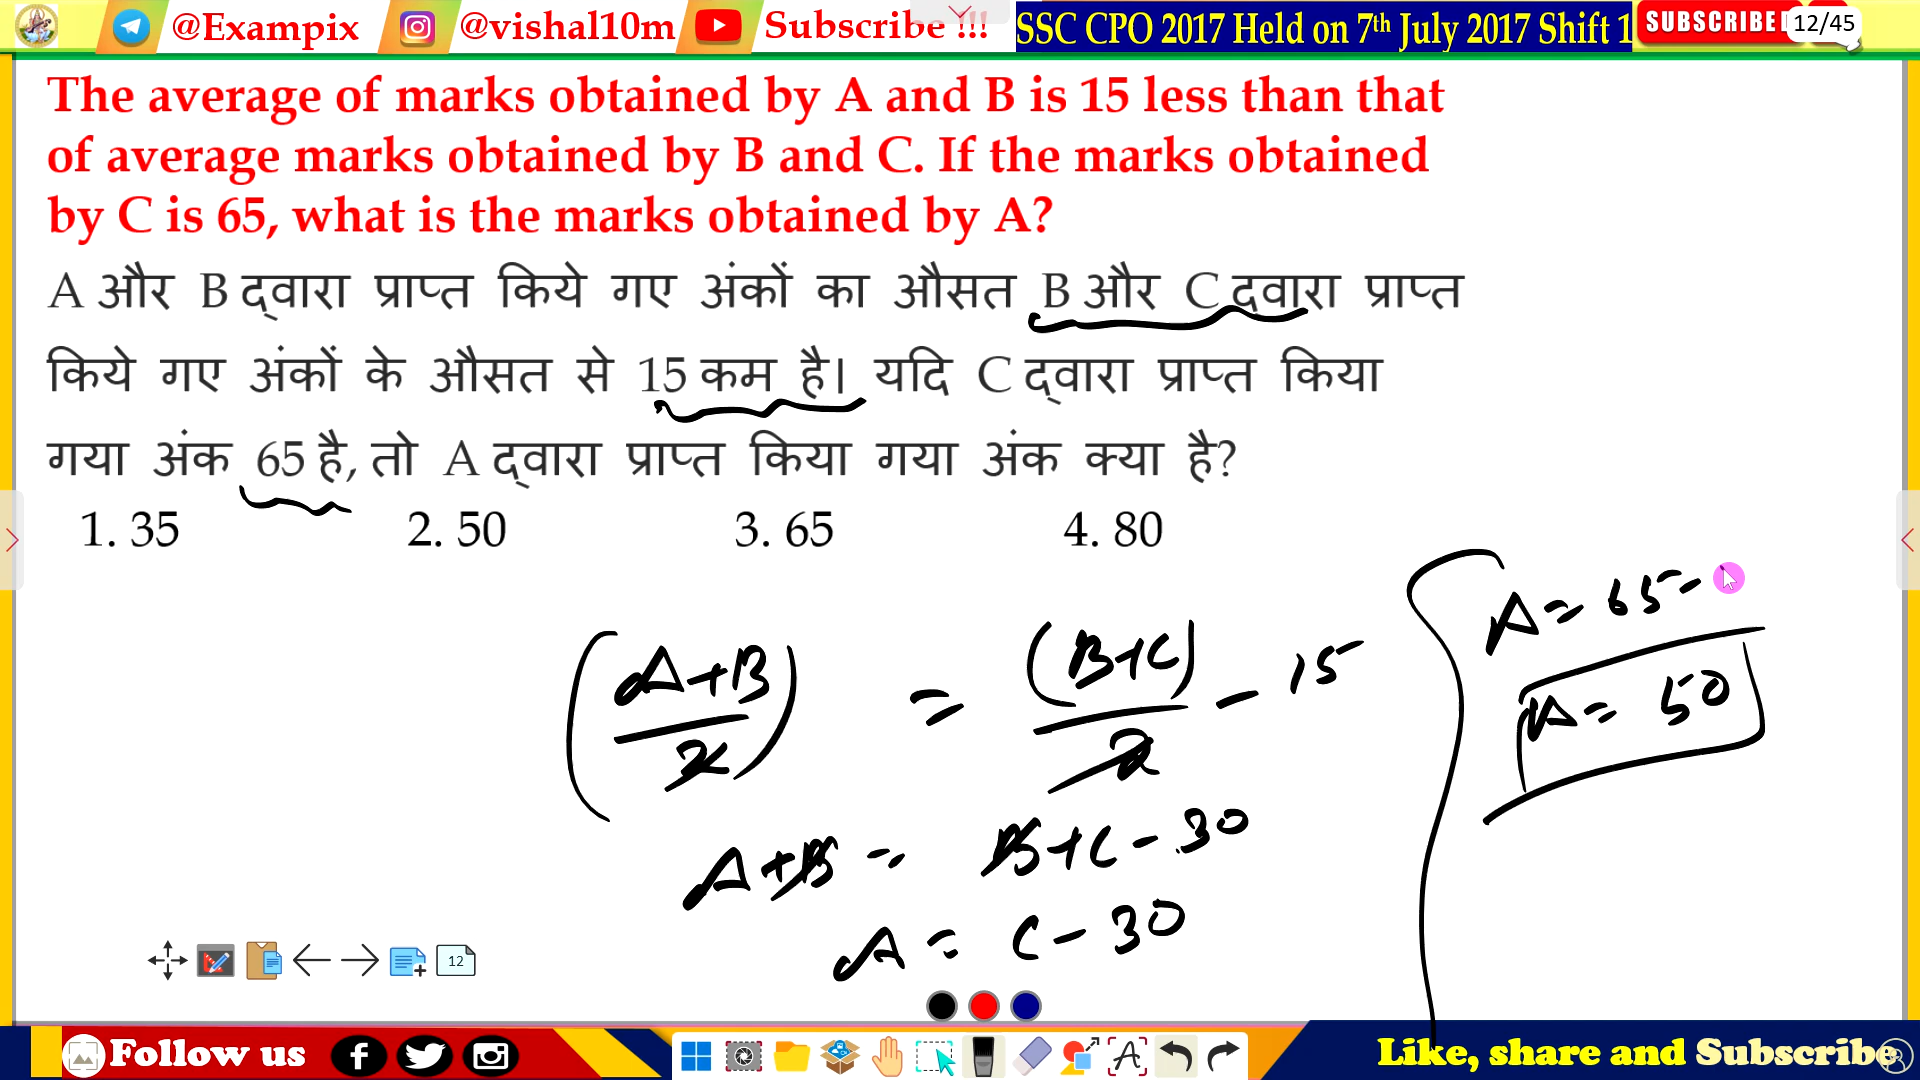 @Exampix @vishal10m Subscribe !!! SSC CPO 2017 Held on 7th July 2017 Shift 1 SUBSCRIBE 12/45
The average of marks obtained by A and B is 15 less than that
of average marks obtained by B and C. If the marks obtained
by C is 65, what is the marks obtained by A?
A और B द्वारा प्राप्त किये गए अंकों का औसत B और C द्वारा प्राप्त
किये गए अंकों के औसत से 15 कम है। यदि C द्वारा प्राप्त किया
गया अंक 65 है, तो A द्वारा प्राप्त किया गया अंक क्या है?
1. 35 2. 50 3. 65 4. 80
(A+B/2) = (B+C)/2 - 15
A+B = B+C-30
A = C-30
A = 65-
A = 50
12
Follow us Like, share and Subscribe